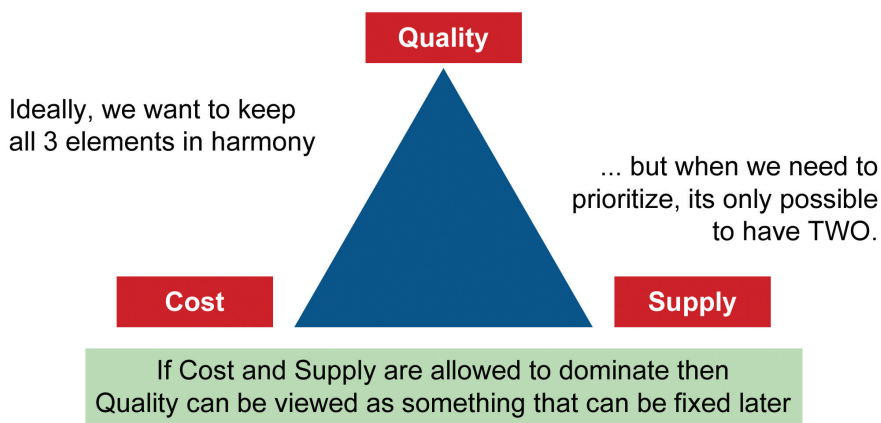 Quality
Ideally, we want to keep
all 3 elements in harmony
... but when we need to
prioritize, its only possible
to have TWO.
Cost
Supply
If Cost and Supply are allowed to dominate then
Quality can be viewed as something that can be fixed later